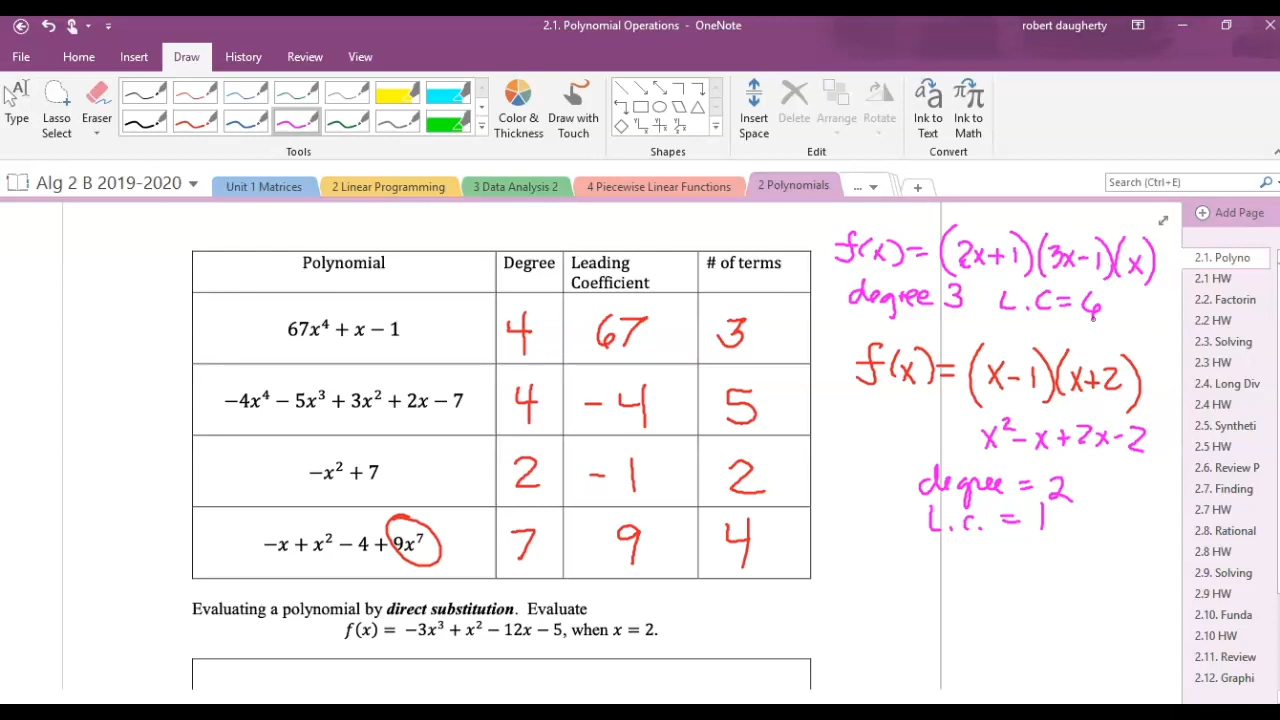 2.1. Polynomial Operations - OneNote
robert daugherty
File Home Insert Draw History Review View
Type
Lasso Select
Eraser
Color & Thickness
Draw with Touch
Insert Space
Delete
Arrange
Rotate
Ink to Text
Ink to Math
Tools
Shapes
Edit
Convert
Alg 2 B 2019-2020
Unit 1 Matrices
2 Linear Programming
3 Data Analysis 2
4 Piecewise Linear Functions
2 Polynomials
...
+
Search (Ctrl+E)
Add Page
2.1. Polyno
2.1 HW
2.2. Factorin
2.2 HW
2.3. Solving
2.3 HW
2.4. Long Div
2.4 HW
2.5. Syntheti
2.5 HW
2.6. Review P
2.7. Finding
2.7 HW
2.8. Rational
2.8 HW
2.9. Solving
2.9 HW
2.10. Funda
2.10 HW
2.11. Review
2.12. Graphi
Polynomial Degree Leading Coefficient # of terms
67x⁴ + x − 1 4 67 3
−4x⁴ − 5x³ + 3x² + 2x − 7 4 -4 5
−x² + 7 2 -1 2
−x + x² − 4 + 9x⁷ 7 9 4
Evaluating a polynomial by direct substitution. Evaluate
f(x) = −3x³ + x² − 12x − 5, when x = 2.
f(x)= (2x+1)(3x-1)(x)
degree 3 L.C = 6
f(x)= (x-1)(x+2)
x²-x+2x-2
degree = 2
L.C. = 1